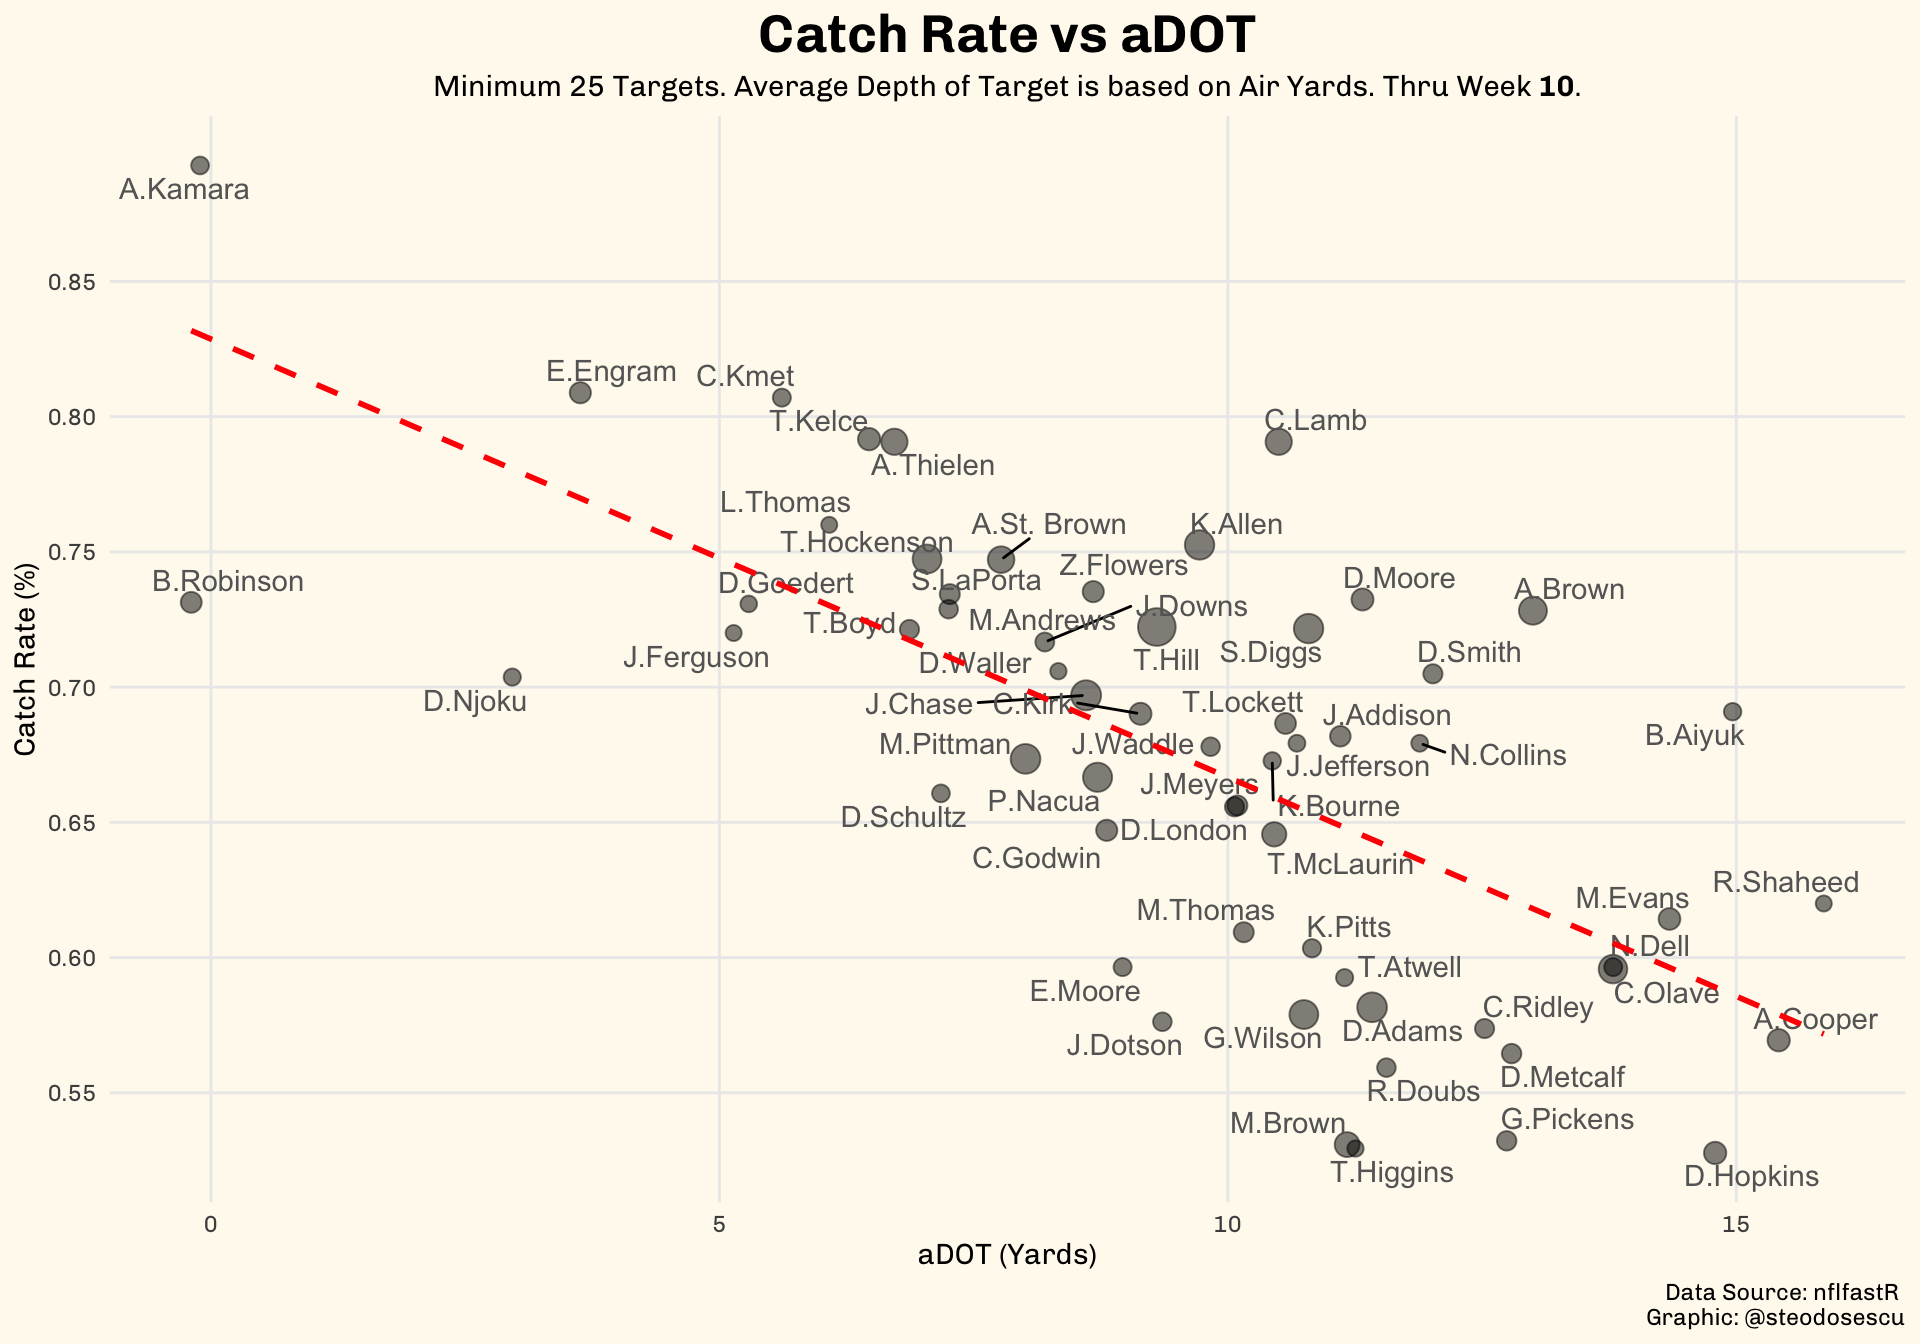 Catch Rate vs aDOT
Minimum 25 Targets. Average Depth of Target is based on Air Yards. Thru Week 10.
A.Kamara
0.85
E.Engram
C.Kmet
0.80
T.Kelce
C.Lamb
A.Thielen
L.Thomas
A.St. Brown
K.Allen
T.Hockenson
0.75
Z.Flowers
B.Robinson
D.Goedert
S.LaPorta
D.Moore
A.Brown
J.Downs
M.Andrews
T.Boyd
J.Ferguson
D.Waller
T.Hill
S.Diggs
D.Smith
0.70
D.Njoku
J.Chase
C.Kirk
T.Lockett
J.Addison
B.Aiyuk
M.Pittman
J.Waddle
N.Collins
J.Jefferson
J.Meyers
P.Nacua
K.Bourne
D.Schultz
0.65
D.London
C.Godwin
T.McLaurin
R.Shaheed
M.Evans
M.Thomas
K.Pitts
N.Dell
0.60
T.Atwell
E.Moore
C.Olave
C.Ridley
A.Cooper
J.Dotson
G.Wilson
D.Adams
D.Metcalf
0.55
R.Doubs
M.Brown
G.Pickens
T.Higgins
D.Hopkins
Catch Rate (%)
0
5
10
15
aDOT (Yards)
Data Source: nflfastR
Graphic: @steodosescu